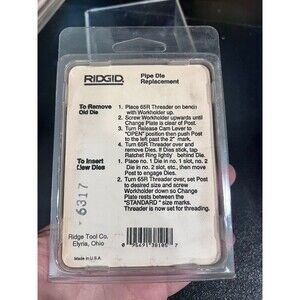 RIDGID
Pipe Die
Replacement
To Remove
Old Die
1. Place 65R Threader on bench
with Workholder up.
2. Screw Workholder upwards until
Change Plate is clear of Post.
3. Turn Release Cam Lever to
"OPEN" position then push Post
to the left past the 2" mark.
4. Turn 65R Threader over and
remove Dies. If Dies stick, tap
Ratchet Ring lightly behind Die.
To Insert
New Dies
1. Place no. 1 Die in no. 1 slot, no. 2
Die in no. 2 slot, etc., then move
Post to engage Dies.
2. Turn 65R Threader over, set Post
to desired size and screw
Workholder down so Change
Plate rests between the
"STANDARD" size marks.
Threader is now set for threading.
6317
Ridge Tool Co.
Elyria, Ohio
Made in U.S.A.
0 95691 38105 7